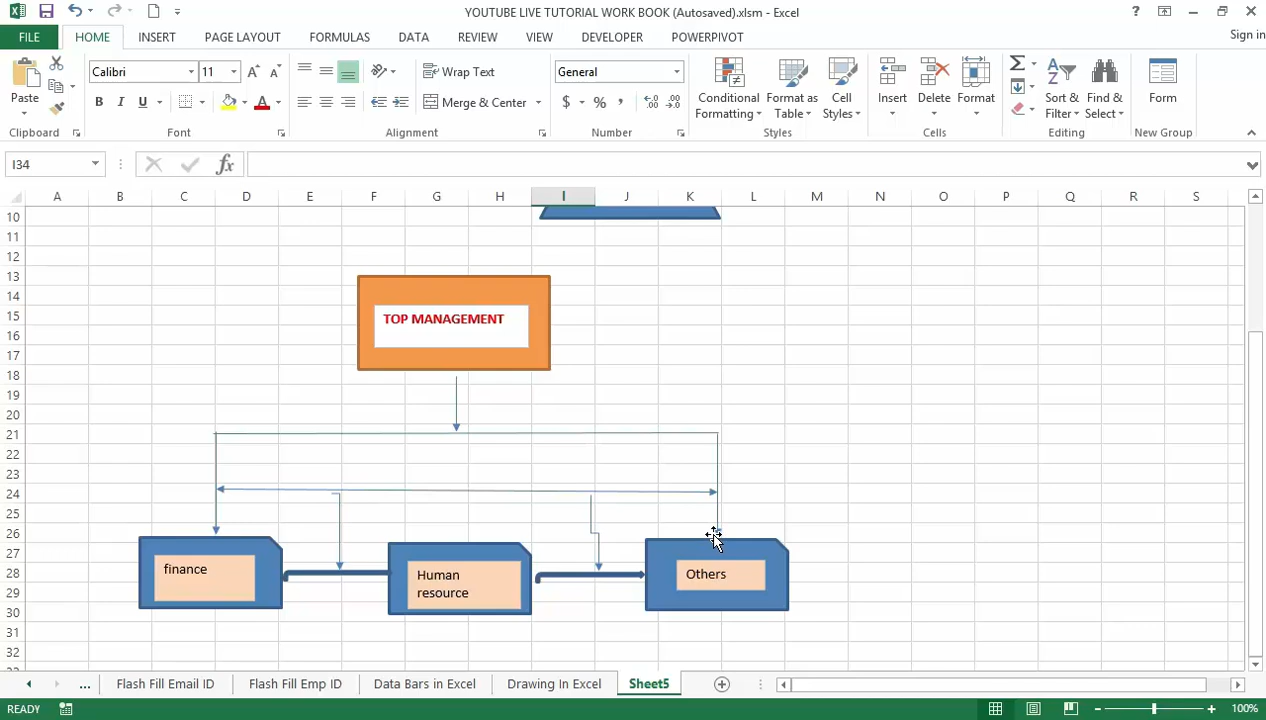 YOUTUBE LIVE TUTORIAL WORK BOOK (Autosaved).xlsm - Excel
?
FILE HOME INSERT PAGE LAYOUT FORMULAS DATA REVIEW VIEW DEVELOPER POWERPIVOT Sign in
Calibri 11 Wrap Text General
Paste B I U A Merge & Center $ % , Conditional Formatting Format as Table Cell Styles Insert Delete Format Sort & Filter Find & Select Form
Clipboard Font Alignment Number Styles Cells Editing New Group
I34 fx
A B C D E F G H I J K L M N O P Q R S
10
11
12
13
14
15 TOP MANAGEMENT
16
17
18
19
20
21
22
23
24
25
26
27
28 finance Human resource Others
29
30
31
32
... Flash Fill Email ID Flash Fill Emp ID Data Bars in Excel Drawing In Excel Sheet5
READY 100%